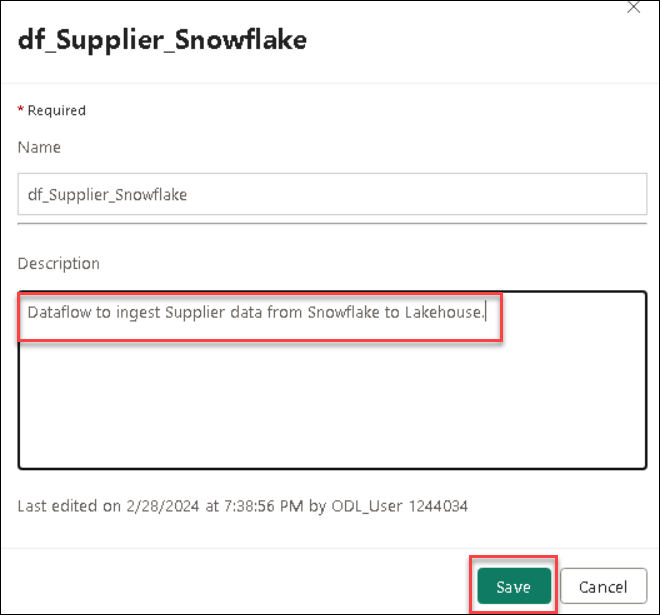 df_Supplier_Snowflake
* Required
Name
df_Supplier_Snowflake
Description
Dataflow to ingest Supplier data from Snowflake to Lakehouse.
Last edited on 2/28/2024 at 7:38:56 PM by ODL_User 1244034
Save Cancel